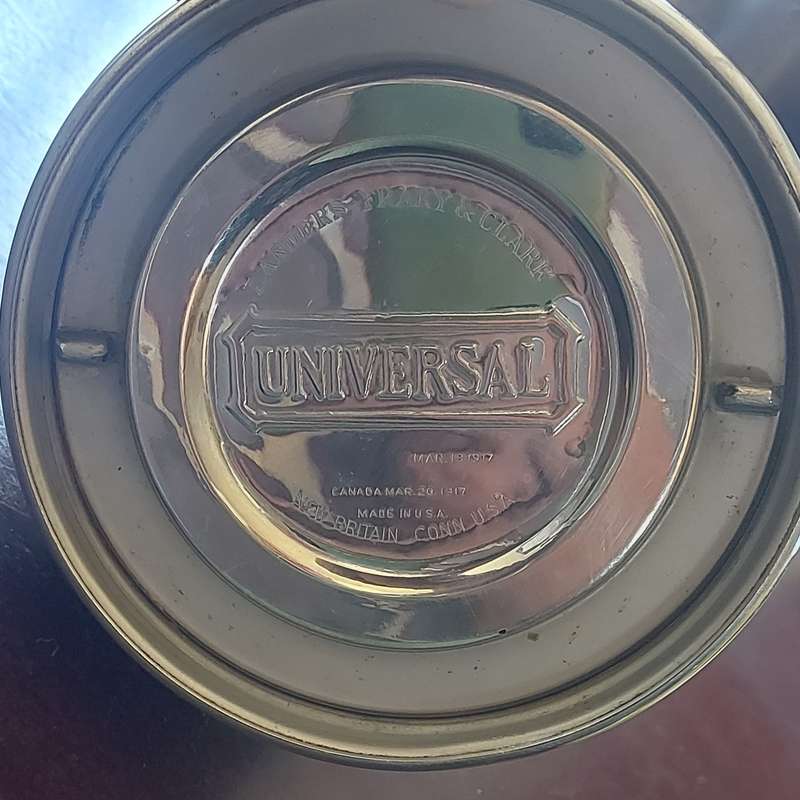 LANDERS FRARY & CLARK
UNIVERSAL
MAR. 13 1917
CANADA MAR. 20. 1917
MADE IN U.S.A.
NEW BRITAIN CONN. U.S.A.